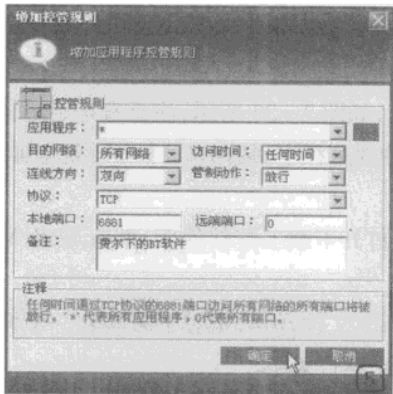 增加控管规则
增加应用程序控管规则
控管规则
应用程序： *
目的网络： 所有网络 访问时间： 任何时间
连线方向： 双向 管制动作： 放行
协议： TCP
本地端口： 6881 远端端口： 0
备注： 费尔下的BT软件
注释
任何时间通过TCP协议的6881端口访问所有网络的所有端口将被
放行。'*'代表所有应用程序，0代表所有端口。
确定 取消